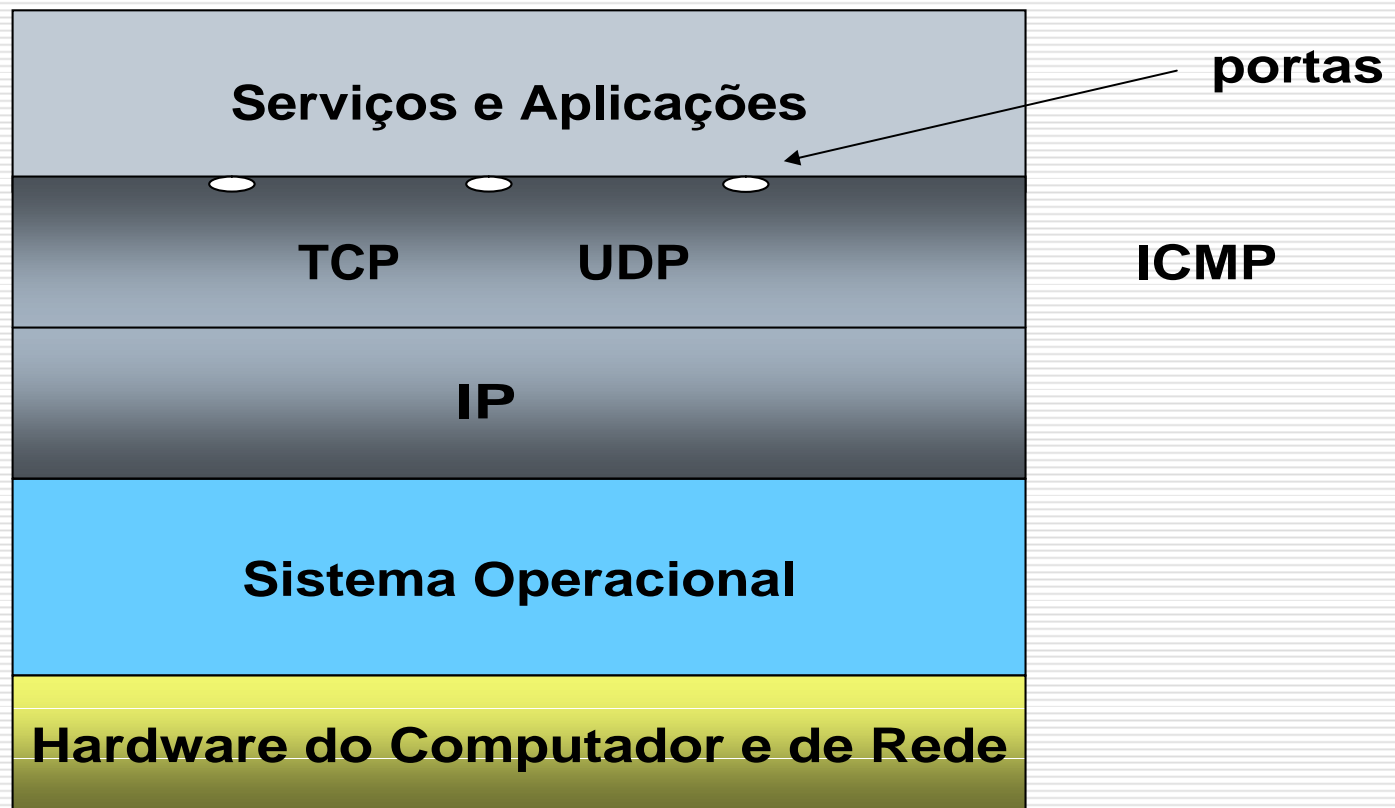 portas
Serviços e Aplicações
TCP UDP ICMP
IP
Sistema Operacional
Hardware do Computador e de Rede